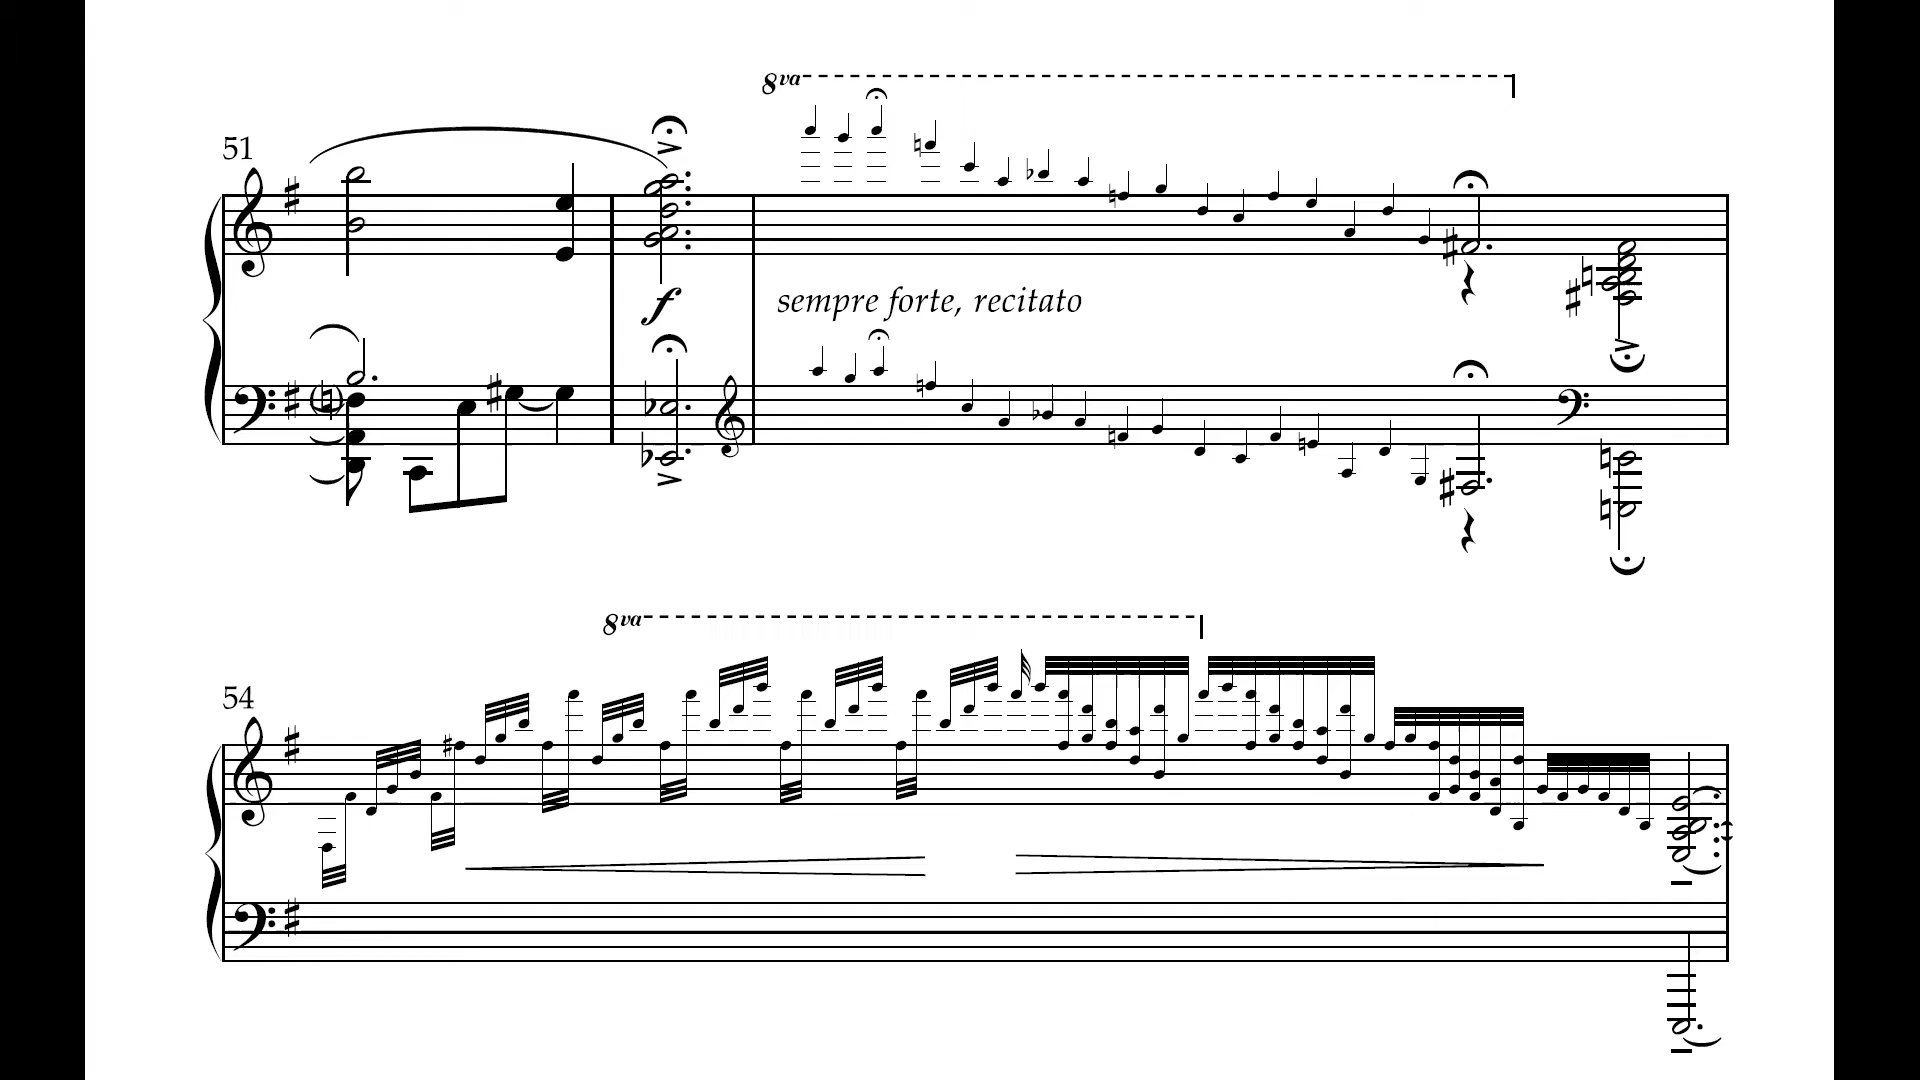 8va
51
f
sempre forte, recitato
8va
54